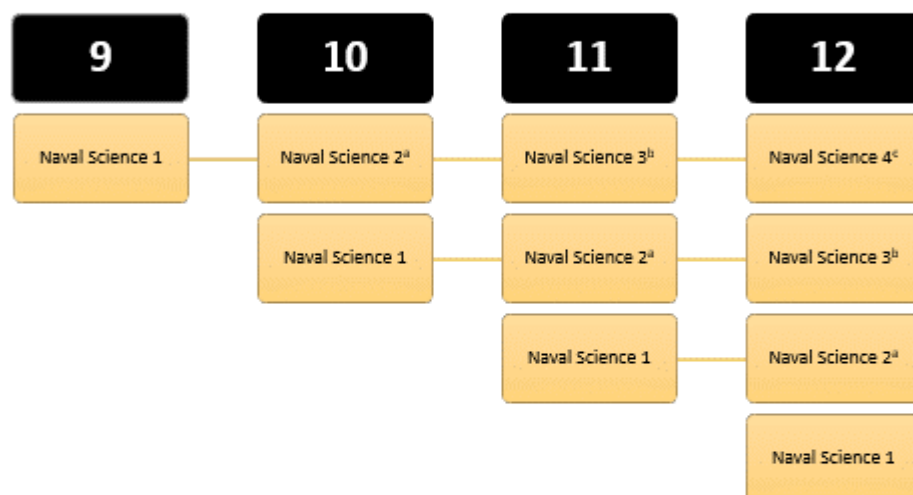 9 10 11 12
Naval Science 1 Naval Science 2ᵃ Naval Science 3ᵇ Naval Science 4ᶜ
Naval Science 1 Naval Science 2ᵃ Naval Science 3ᵇ
Naval Science 1 Naval Science 2ᵃ
Naval Science 1